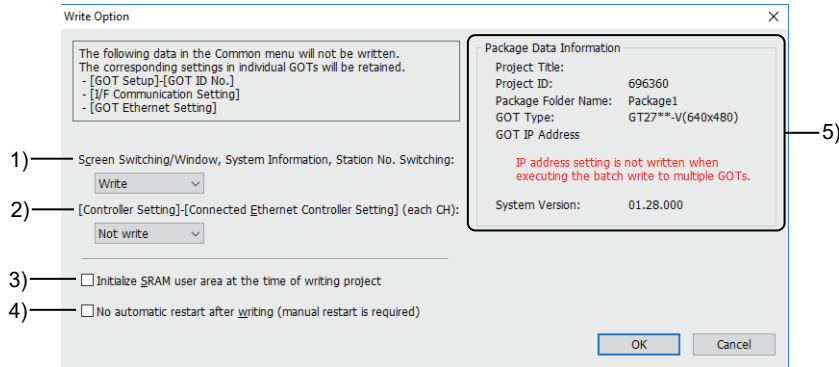 Write Option
The following data in the Common menu will not be written.
The corresponding settings in individual GOTs will be retained.
- [GOT Setup]-[GOT ID No.]
- [I/F Communication Setting]
- [GOT Ethernet Setting]
1)
Screen Switching/Window, System Information, Station No. Switching:
Write
2)
[Controller Setting]-[Connected Ethernet Controller Setting] (each CH):
Not write
3)
Initialize SRAM user area at the time of writing project
4)
No automatic restart after writing (manual restart is required)
Package Data Information
Project Title:
Project ID: 696360
Package Folder Name: Package1
GOT Type: GT27**-V(640x480)
GOT IP Address
IP address setting is not written when
executing the batch write to multiple GOTs.
System Version: 01.28.000
5)
OK Cancel